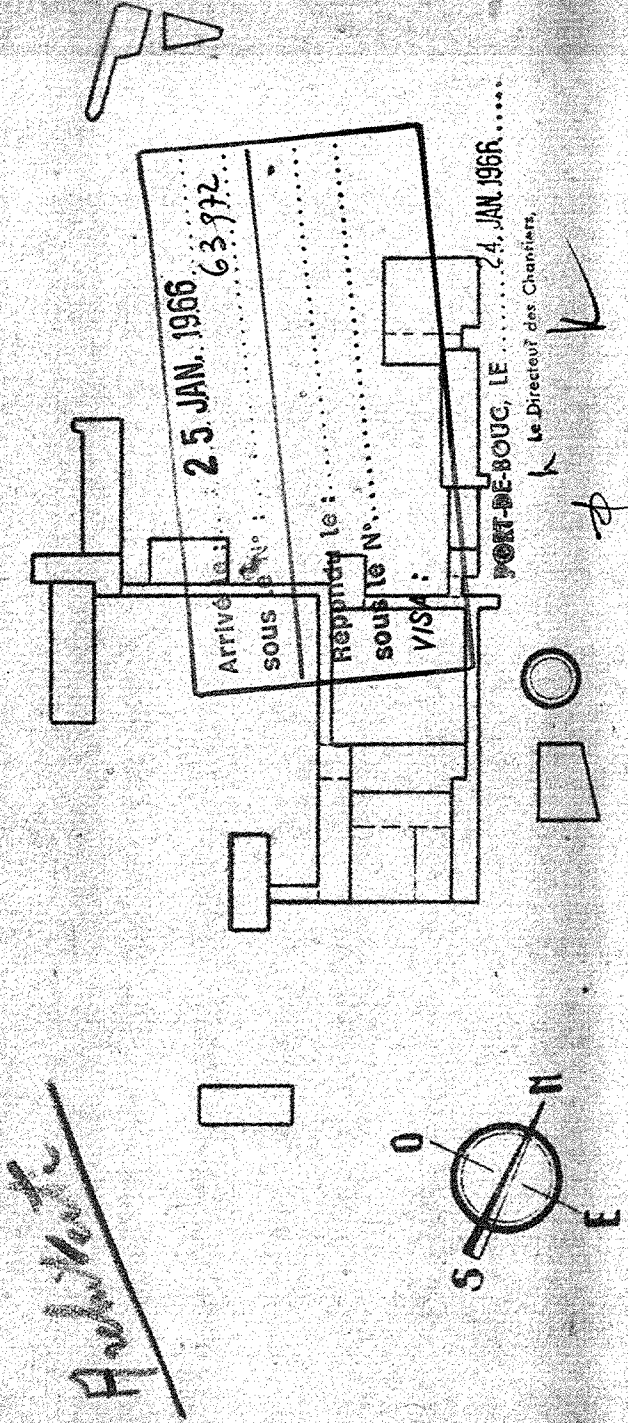 Architecte
Arrivé le : 25 JAN. 1966
sous le N° : 63 972
Répondu le :
sous le N°
VISA :
PORT-DE-BOUC, LE 24 JAN. 1966
Le Directeur des Chantiers,
S
O
N
E